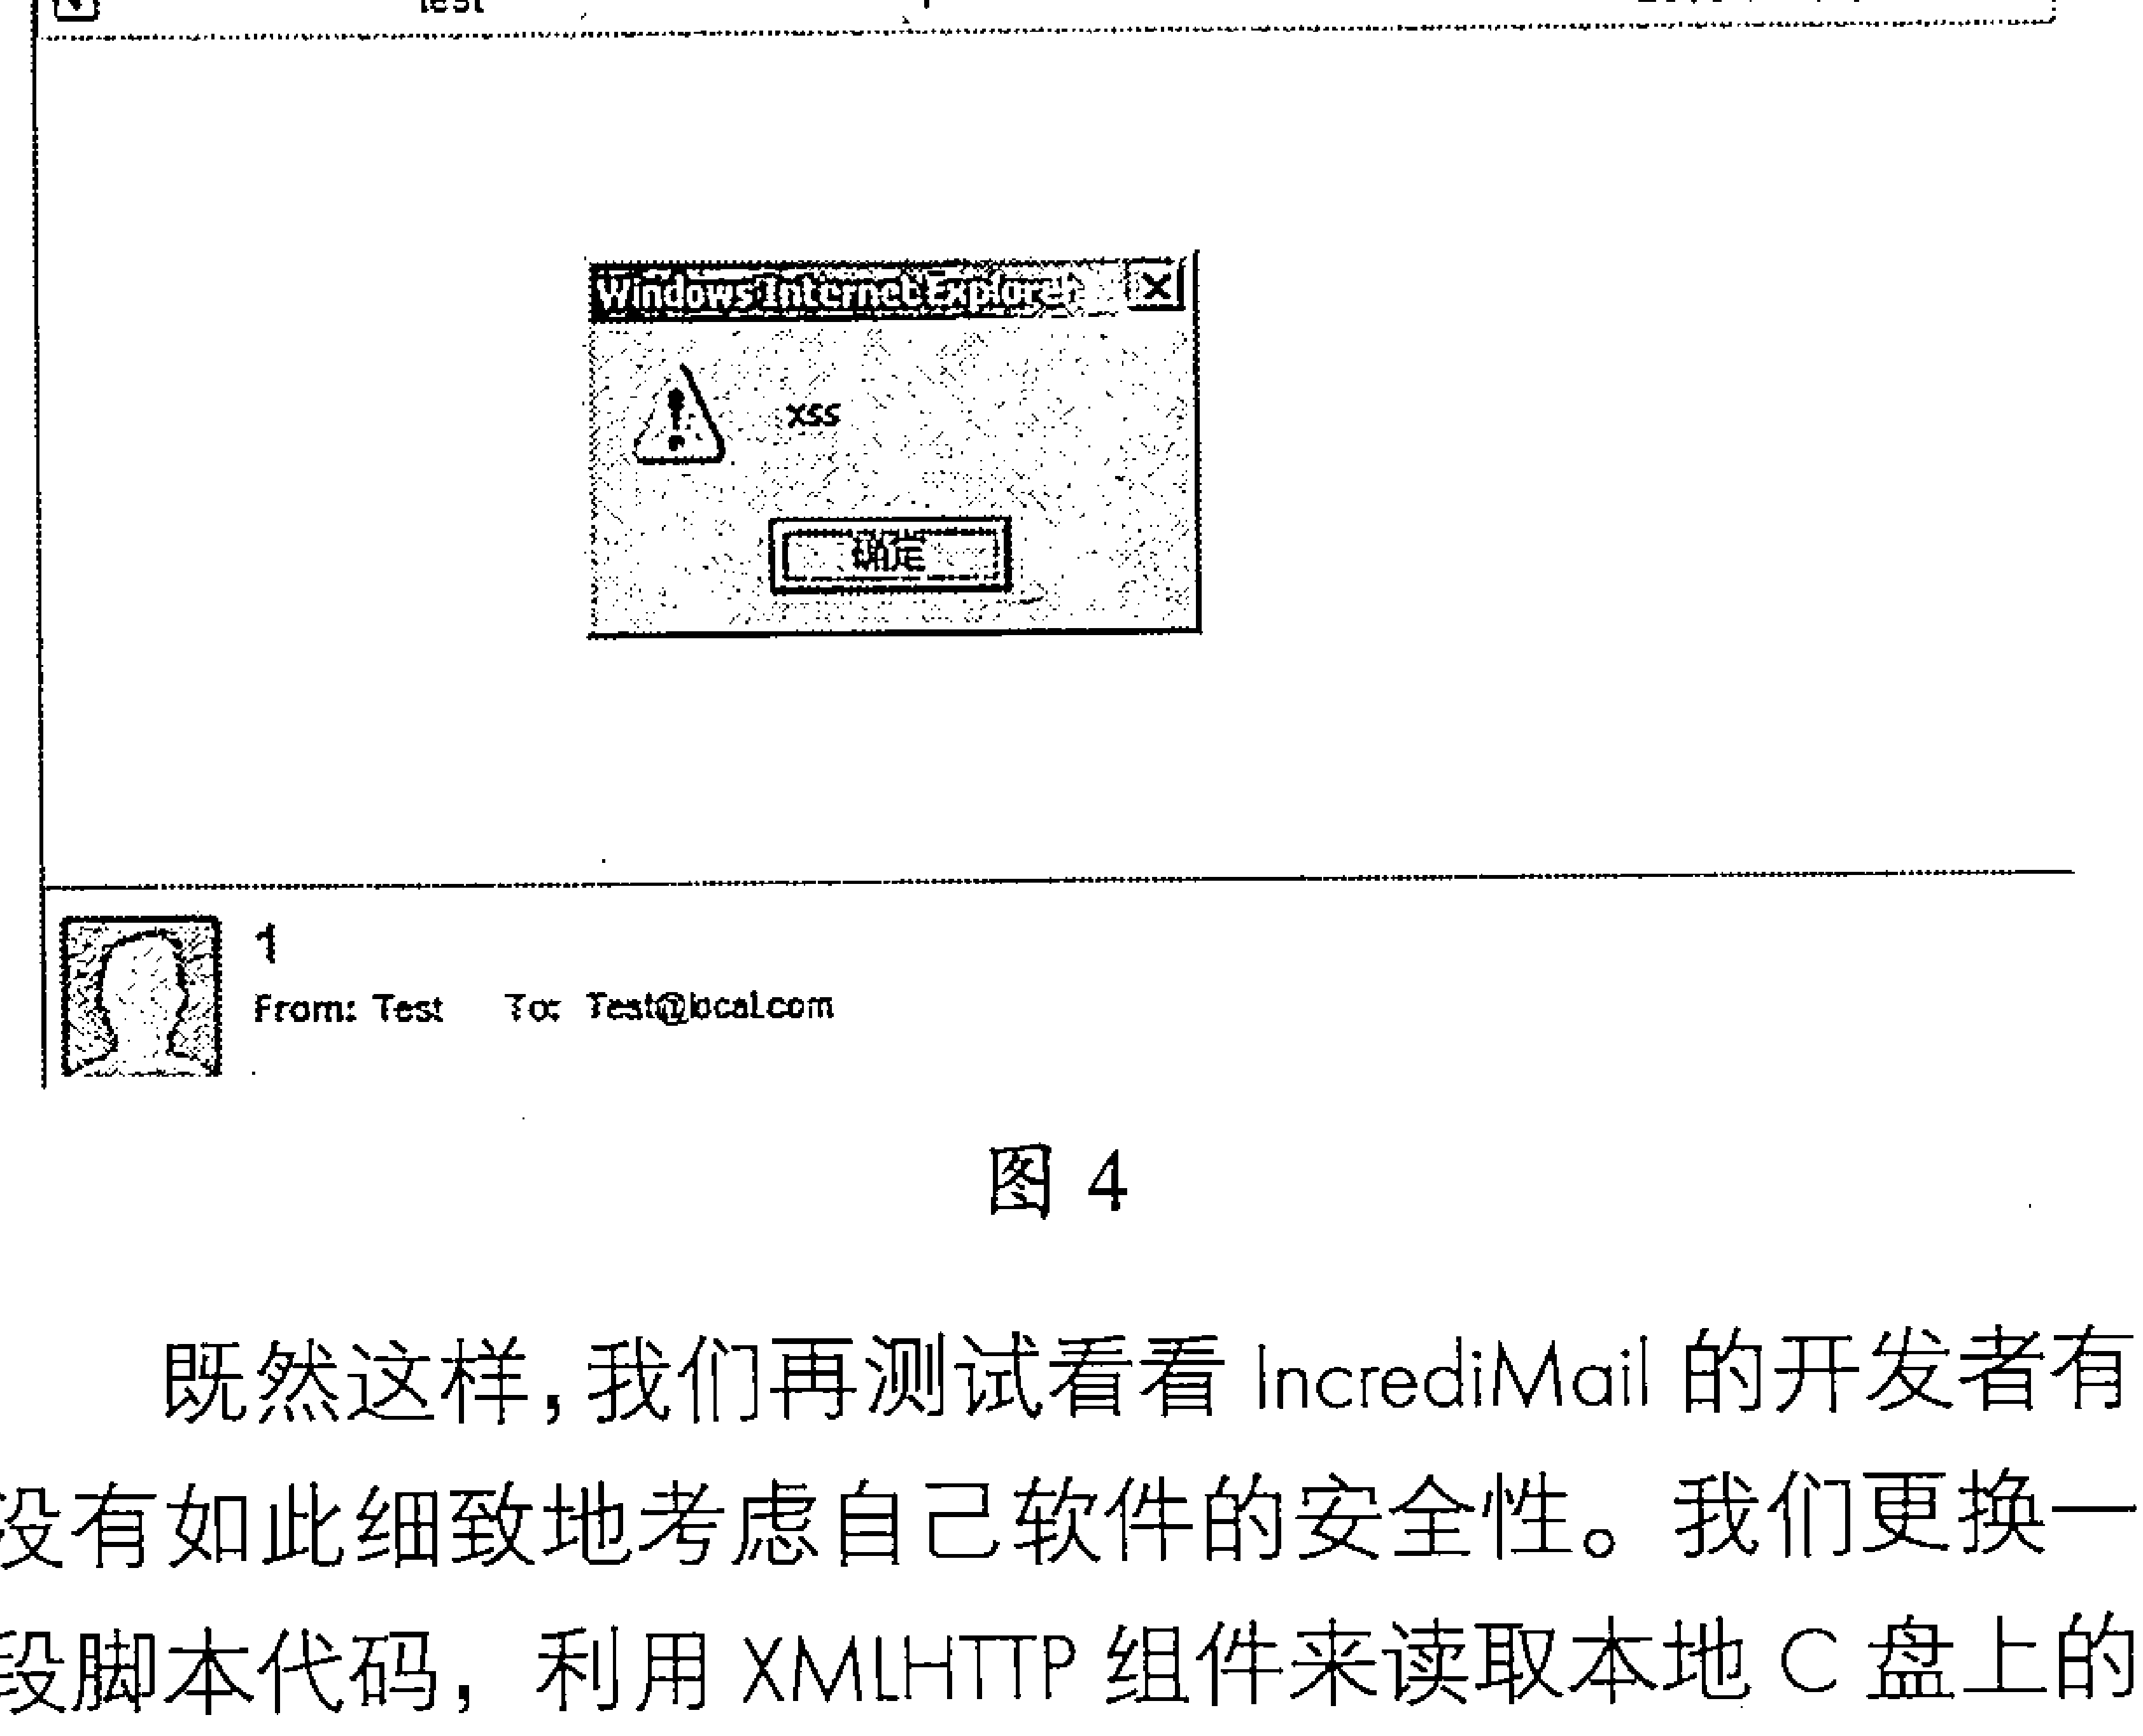 Test
Windows Internet Explorer
xss
确定
1
From: Test To: Test@local.com
图 4
既然这样，我们再测试看看 IncrediMail 的开发者有
没有如此细致地考虑自己软件的安全性。我们更换一
段脚本代码，利用 XMLHTTP 组件来读取本地 C 盘上的